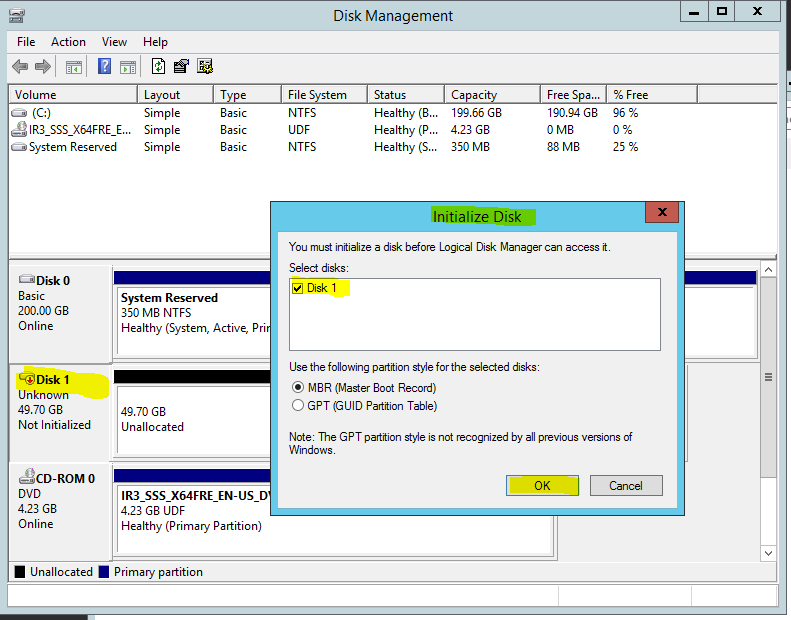 Disk Management
File Action View Help
Volume Layout Type File System Status Capacity Free Spa... % Free
(C:) Simple Basic NTFS Healthy (B... 199.66 GB 190.94 GB 96 %
IR3_SSS_X64FRE_E... Simple Basic UDF Healthy (P... 4.23 GB 0 MB 0 %
System Reserved Simple Basic NTFS Healthy (S... 350 MB 88 MB 25 %
Initialize Disk
You must initialize a disk before Logical Disk Manager can access it.
Select disks:
Disk 1
Use the following partition style for the selected disks:
MBR (Master Boot Record)
GPT (GUID Partition Table)
Note: The GPT partition style is not recognized by all previous versions of
Windows.
OK Cancel
Disk 0
Basic
200.00 GB
Online
System Reserved
350 MB NTFS
Healthy (System, Active, Pri
Disk 1
Unknown
49.70 GB
Not Initialized
49.70 GB
Unallocated
CD-ROM 0
DVD
4.23 GB
Online
IR3_SSS_X64FRE_EN-US_D
4.23 GB UDF
Healthy (Primary Partition)
Unallocated Primary partition